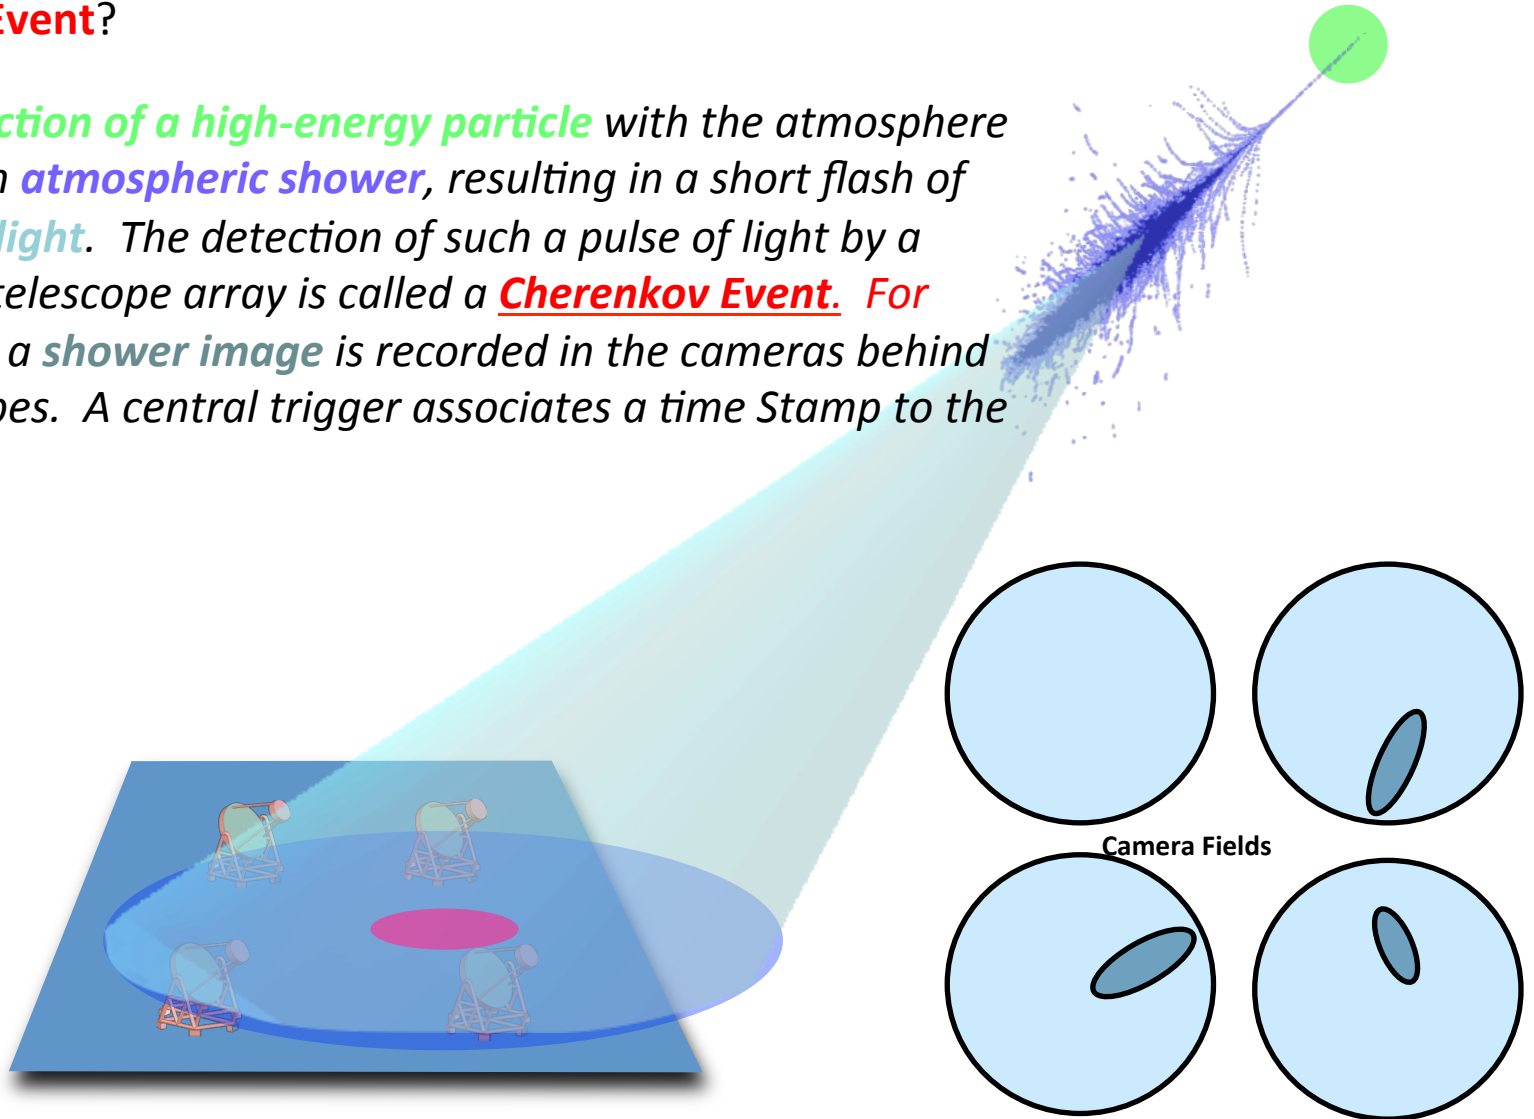 Event?
ction of a high-energy particle with the atmosphere
n atmospheric shower, resulting in a short flash of
light. The detection of such a pulse of light by a
telescope array is called a Cherenkov Event. For
a shower image is recorded in the cameras behind
pes. A central trigger associates a time Stamp to the
Camera Fields